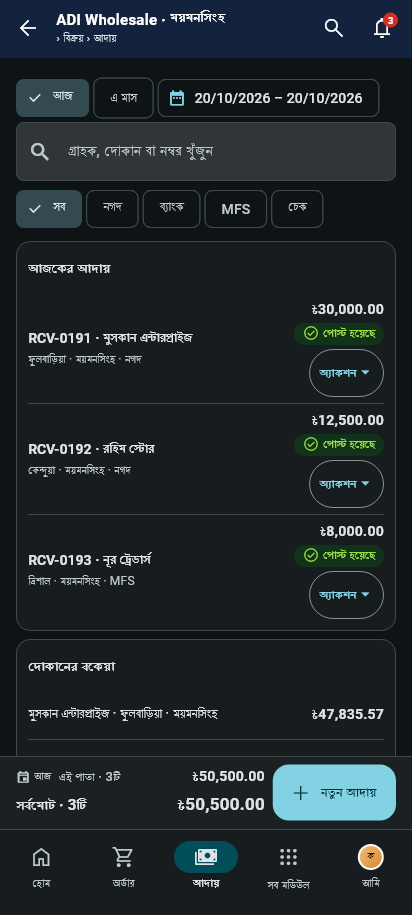 ADI Wholesale · ময়মনসিংহ
› বিক্রয় › আদায়
3
আজ
এ মাস
20/10/2026 – 20/10/2026
গ্রাহক, দোকান বা নম্বর খুঁজুন
সব
নগদ
ব্যাংক
MFS
চেক
আজকের আদায়
৳30,000.00
RCV-0191 · মুসকান এন্টারপ্রাইজ
পোস্ট হয়েছে
ফুলবাড়িয়া · ময়মনসিংহ · নগদ
অ্যাকশন
৳12,500.00
RCV-0192 · রহিম স্টোর
পোস্ট হয়েছে
কেন্দুয়া · ময়মনসিংহ · নগদ
অ্যাকশন
৳8,000.00
RCV-0193 · নূর ট্রেডার্স
পোস্ট হয়েছে
ত্রিশাল · ময়মনসিংহ · MFS
অ্যাকশন
দোকানের বকেয়া
মুসকান এন্টারপ্রাইজ · ফুলবাড়িয়া · ময়মনসিংহ
৳47,835.57
আজ এই পাতা · 3টি
৳50,500.00
সর্বমোট · 3টি
৳50,500.00
নতুন আদায়
হোম
অর্ডার
আদায়
সব মডিউল
ক
আমি